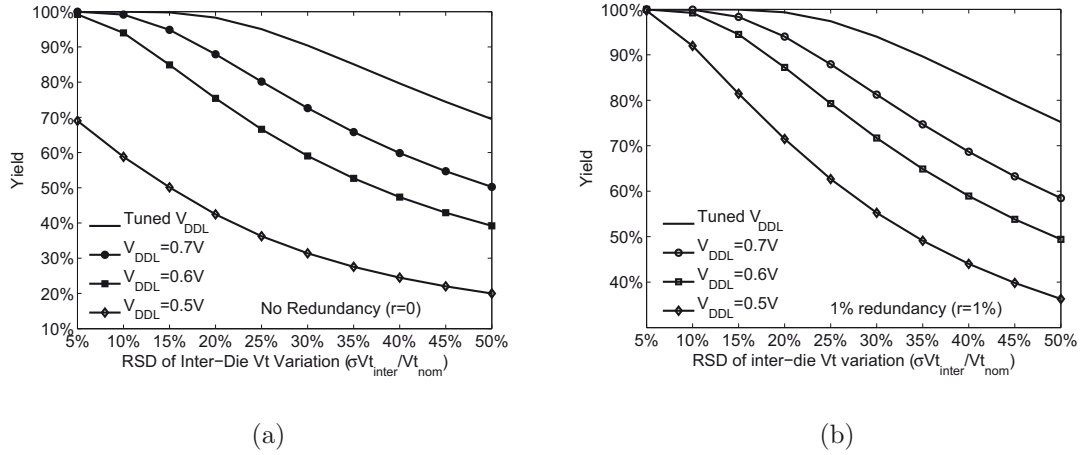 100%
90%
80%
70%
60%
50%
40%
30%
20%
10%
Yield
Tuned V_DDL
V_DDL=0.7V
V_DDL=0.6V
V_DDL=0.5V
No Redundancy (r=0)
5% 10% 15% 20% 25% 30% 35% 40% 45% 50%
RSD of Inter−Die Vt Variation (σVt_inter/Vt_nom)
(a)
100%
90%
80%
70%
60%
50%
40%
Yield
Tuned V_DDL
V_DDL=0.7V
V_DDL=0.6V
V_DDL=0.5V
1% redundancy (r=1%)
5% 10% 15% 20% 25% 30% 35% 40% 45% 50%
RSD of inter−die Vt variation (σVt_inter/Vt_nom)
(b)